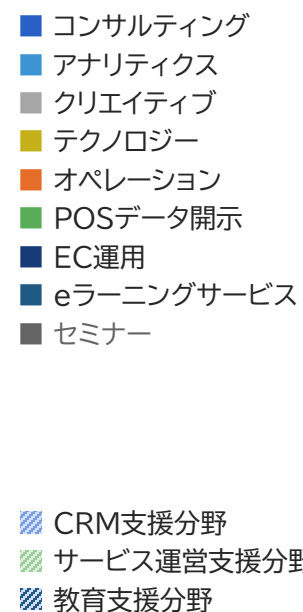 コンサルティング
アナリティクス
クリエイティブ
テクノロジー
オペレーション
POSデータ開示
EC運用
eラーニングサービス
セミナー
CRM支援分野
サービス運営支援分野
教育支援分野